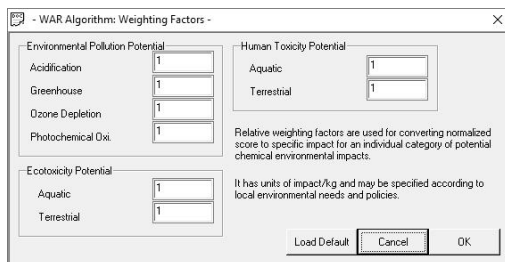 - WAR Algorithm: Weighting Factors -
Environmental Pollution Potential
Acidification 1
Greenhouse 1
Ozone Depletion 1
Photochemical Oxi. 1
Ecotoxicity Potential
Aquatic 1
Terrestrial 1
Human Toxicity Potential
Aquatic 1
Terrestrial 1
Relative weighting factors are used for converting normalized
score to specific impact for an individual category of potential
chemical environmental impacts.
It has units of impact/kg and may be specified according to
local environmental needs and policies.
Load Default Cancel OK